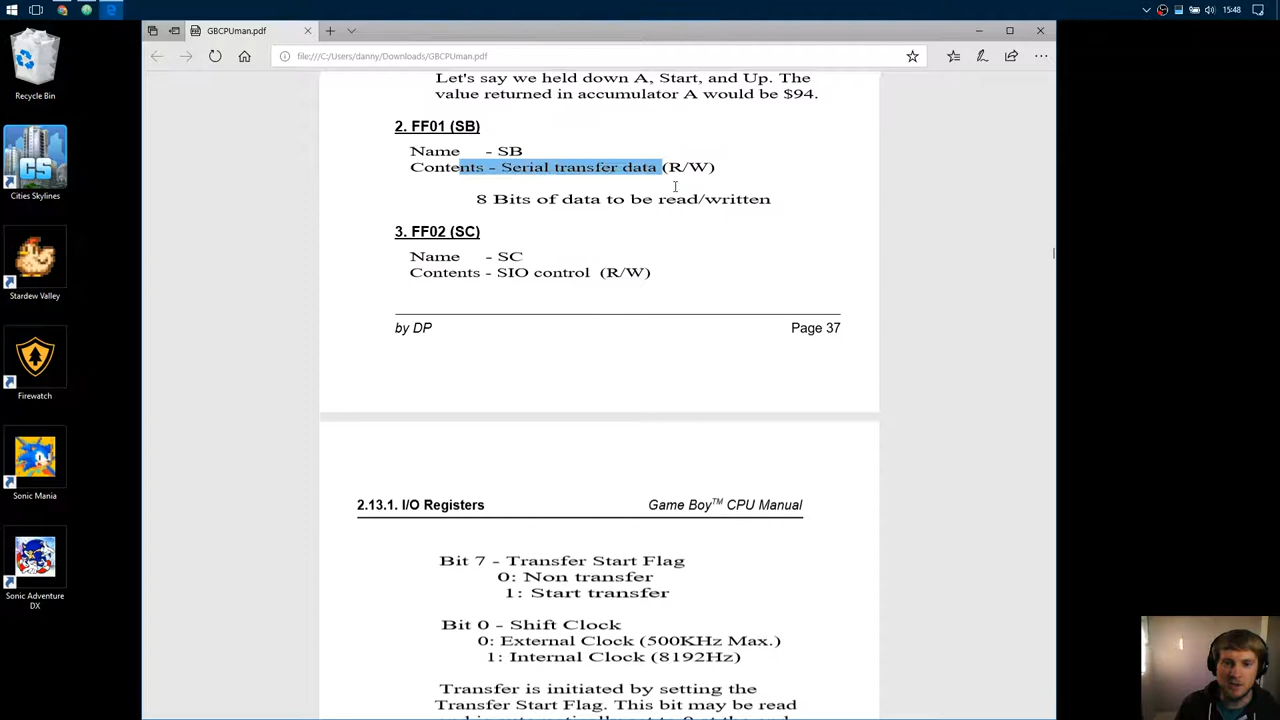 15:48
GBCPUman.pdf
file:///C:/Users/danny/Downloads/GBCPUman.pdf
Recycle Bin
Cities Skylines
Stardew Valley
Firewatch
Sonic Mania
Sonic Adventure
DX
Let's say we held down A, Start, and Up. The
value returned in accumulator A would be $94.
2. FF01 (SB)
Name - SB
Contents - Serial transfer data (R/W)
8 Bits of data to be read/written
3. FF02 (SC)
Name - SC
Contents - SIO control (R/W)
by DP
Page 37
2.13.1. I/O Registers
Game Boy™ CPU Manual
Bit 7 - Transfer Start Flag
0: Non transfer
1: Start transfer
Bit 0 - Shift Clock
0: External Clock (500KHz Max.)
1: Internal Clock (8192Hz)
Transfer is initiated by setting the
Transfer Start Flag. This bit may be read